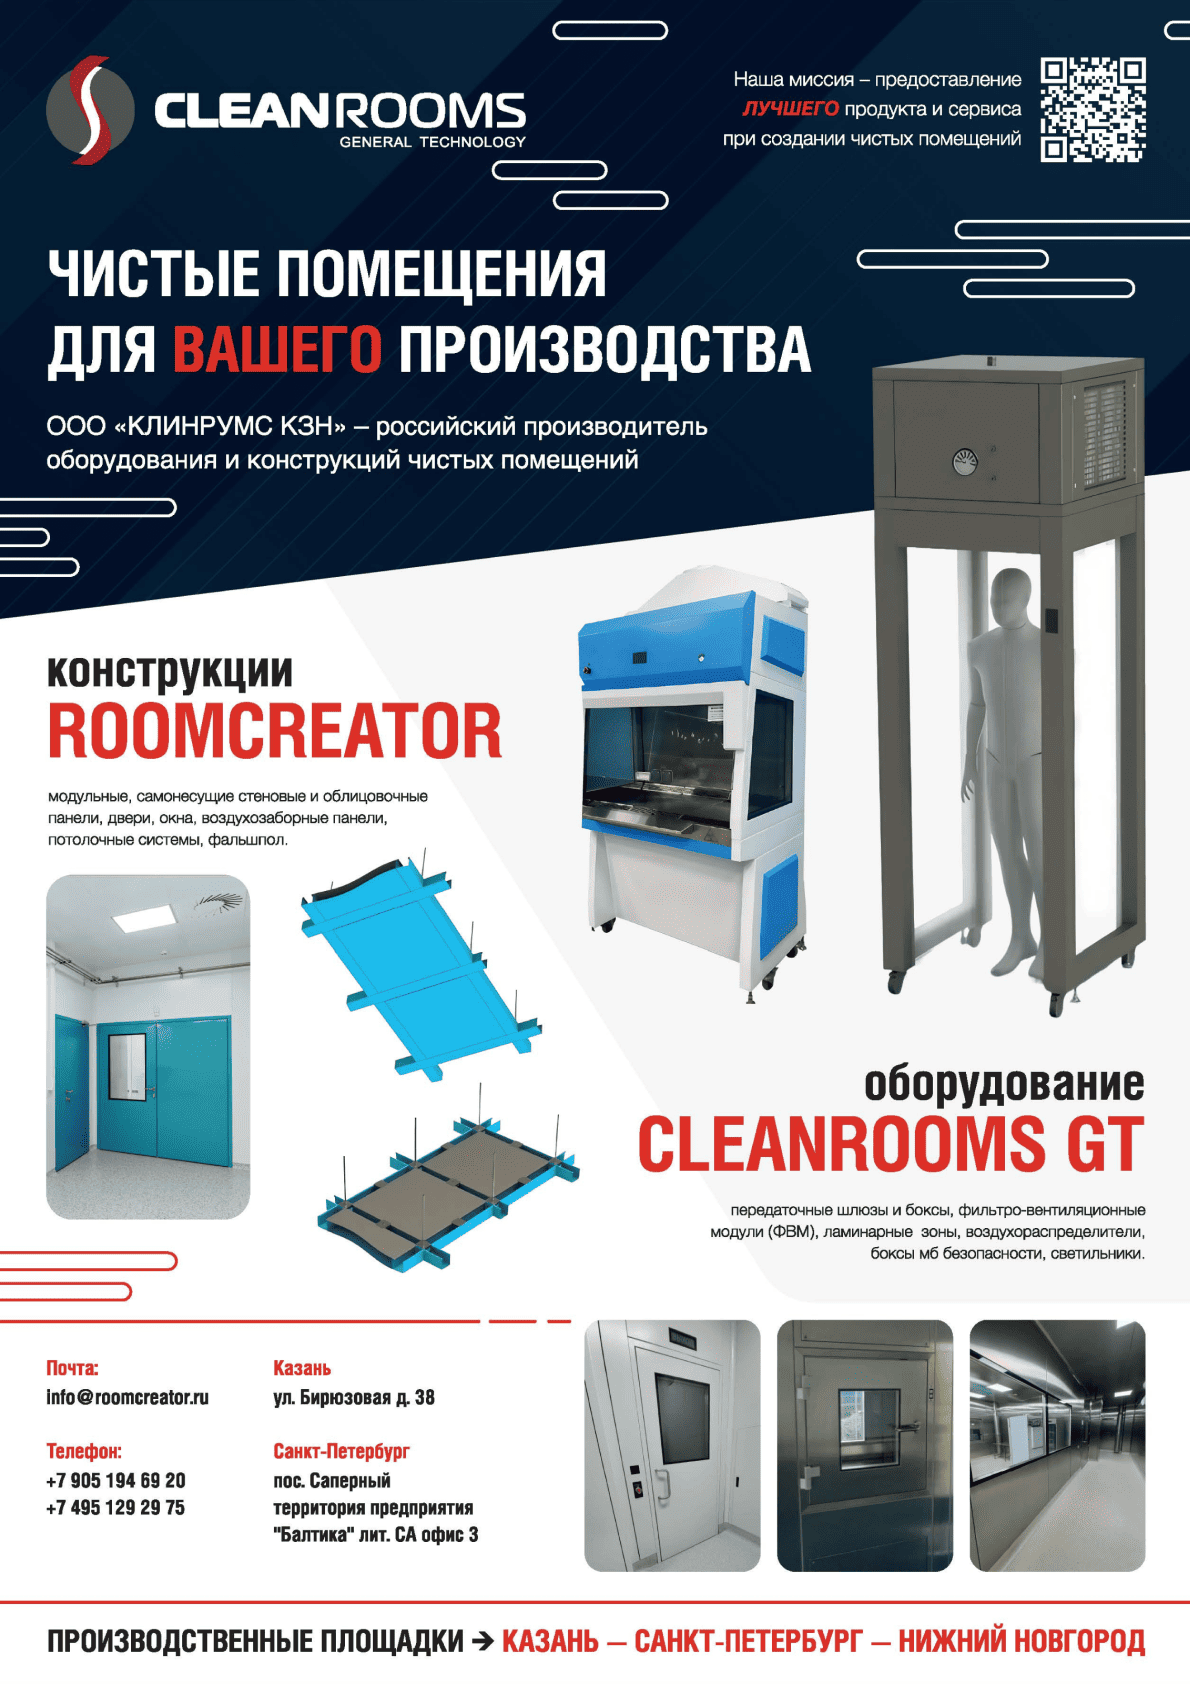 CLEANROOMS
GENERAL TECHNOLOGY
Наша миссия – предоставление
ЛУЧШЕГО продукта и сервиса
при создании чистых помещений
ЧИСТЫЕ ПОМЕЩЕНИЯ
ДЛЯ ВАШЕГО ПРОИЗВОДСТВА
ООО «КЛИНРУМС КЗН» – российский производитель
оборудования и конструкций чистых помещений
конструкции
ROOMCREATOR
модульные, самонесущие стеновые и облицовочные
панели, двери, окна, воздухозаборные панели,
потолочные системы, фальшпол.
оборудование
CLEANROOMS GT
передаточные шлюзы и боксы, фильтро-вентиляционные
модули (ФВМ), ламинарные зоны, воздухораспределители,
боксы мб безопасности, светильники.
Почта:
info@roomcreator.ru
Телефон:
+7 905 194 69 20
+7 495 129 29 75
Казань
ул. Бирюзовая д. 38
Санкт-Петербург
пос. Саперный
территория предприятия
"Балтика" лит. СА офис 3
ПРОИЗВОДСТВЕННЫЕ ПЛОЩАДКИ → КАЗАНЬ – САНКТ-ПЕТЕРБУРГ – НИЖНИЙ НОВГОРОД